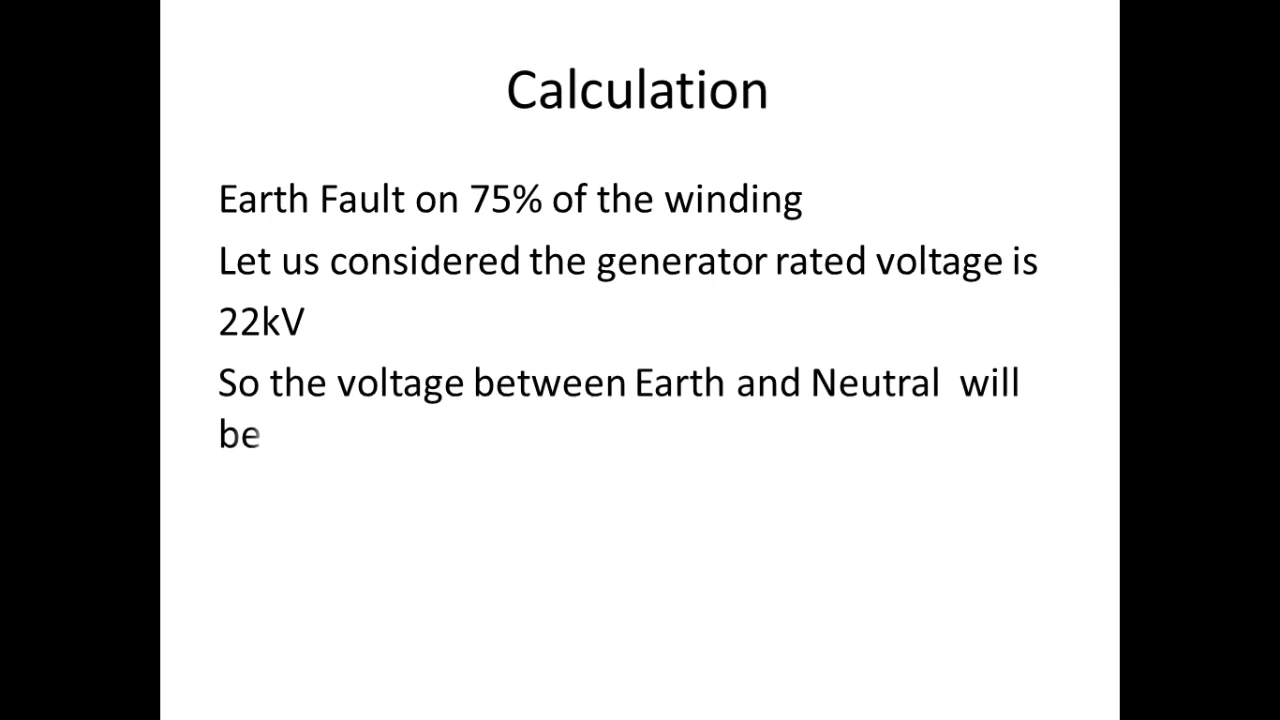 Calculation
Earth Fault on 75% of the winding
Let us considered the generator rated voltage is
22kV
So the voltage between Earth and Neutral will
be